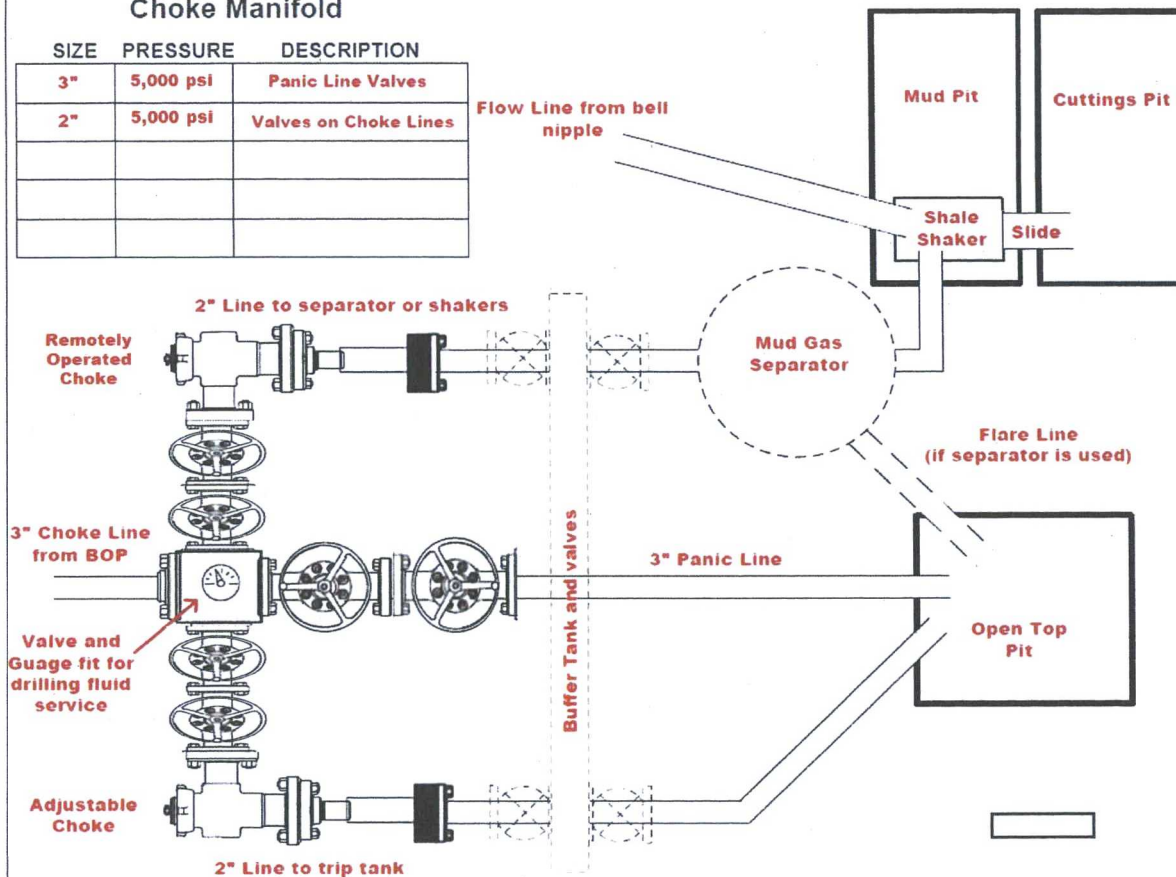 Choke Manifold
SIZE PRESSURE DESCRIPTION
3" 5,000 psi Panic Line Valves
2" 5,000 psi Valves on Choke Lines
Flow Line from bell
nipple
Mud Pit
Cuttings Pit
Shale
Shaker
Slide
2" Line to separator or shakers
Remotely
Operated
Choke
Mud Gas
Separator
Flare Line
(if separator is used)
3" Choke Line
from BOP
3" Panic Line
Buffer Tank and valves
Valve and
Guage fit for
drilling fluid
service
Open Top
Pit
Adjustable
Choke
2" Line to trip tank